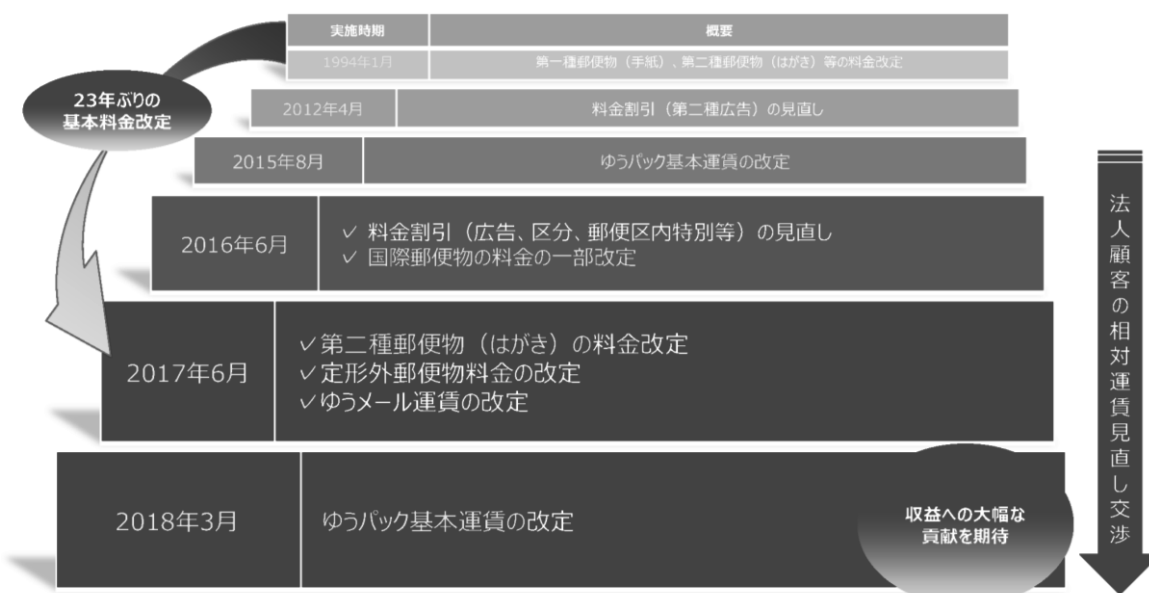 実施時期 概要
1994年1月 第一種郵便物（手紙）、第二種郵便物（はがき）等の料金改定
23年ぶりの
基本料金改定
2012年4月 料金割引（第二種広告）の見直し
2015年8月 ゆうパック基本運賃の改定
2016年6月
✓ 料金割引（広告、区分、郵便区内特別等）の見直し
✓ 国際郵便物の料金の一部改定
2017年6月
✓第二種郵便物（はがき）の料金改定
✓定形外郵便物料金の改定
✓ゆうメール運賃の改定
2018年3月 ゆうパック基本運賃の改定
収益への大幅な
貢献を期待
法人顧客の相対運賃見直し交渉